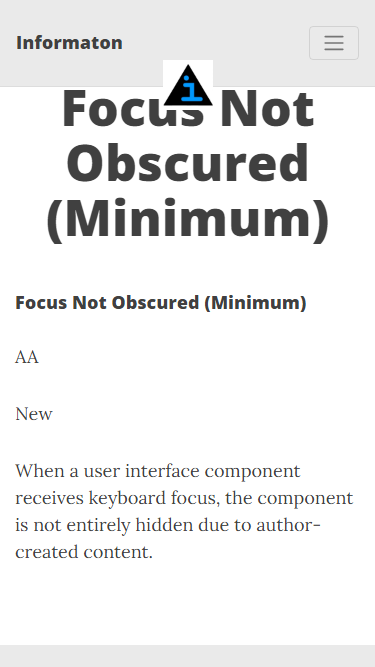 Informaton
i
Focus Not
Obscured
(Minimum)
Focus Not Obscured (Minimum)
AA
New
When a user interface component
receives keyboard focus, the component
is not entirely hidden due to author-
created content.